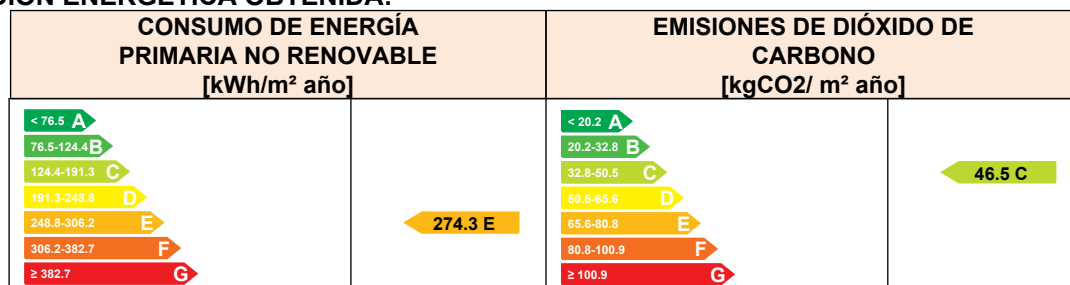 CONSUMO DE ENERGÍA
PRIMARIA NO RENOVABLE
[kWh/m² año]
EMISIONES DE DIÓXIDO DE
CARBONO
[kgCO2/ m² año]
< 76.5 A
76.5-124.4 B
124.4-191.3 C
191.3-248.8 D
248.8-306.2 E
306.2-382.7 F
≥ 382.7 G
274.3 E
< 20.2 A
20.2-32.8 B
32.8-50.5 C
50.5-65.6 D
65.6-80.8 E
80.8-100.9 F
≥ 100.9 G
46.5 C